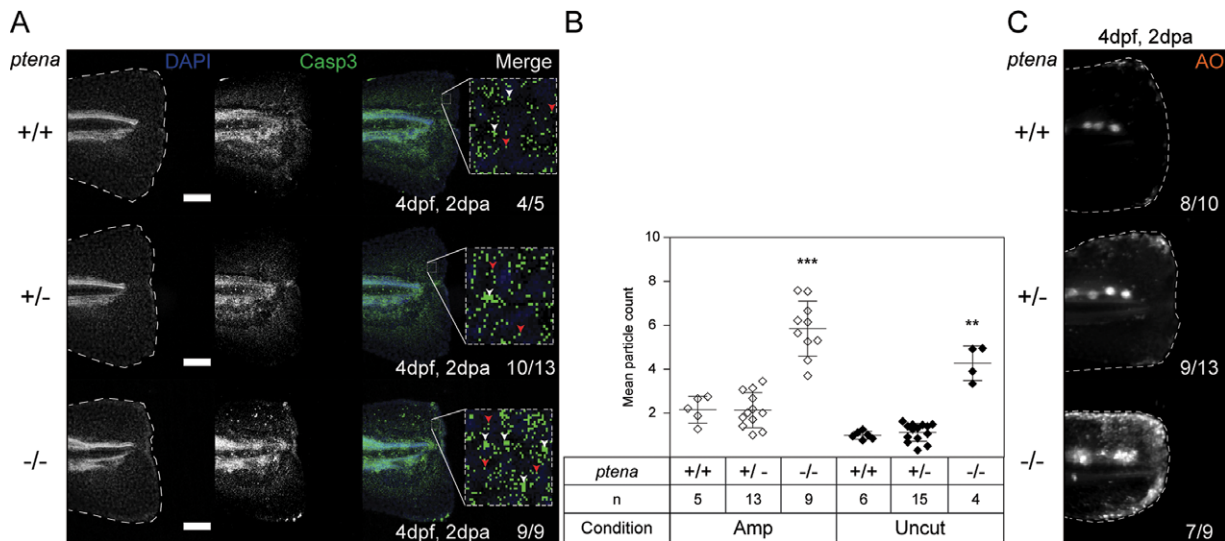 A
ptena
DAPI
Casp3
Merge
+/+
4dpf, 2dpa 4/5
+/-
4dpf, 2dpa 10/13
-/-
4dpf, 2dpa 9/9
B
Mean particle count
10
8
6
4
2
***
**
ptena +/+ +/ - -/- +/+ +/- -/-
n 5 13 9 6 15 4
Condition Amp Uncut
C
4dpf, 2dpa
ptena
AO
+/+
8/10
+/-
9/13
-/-
7/9